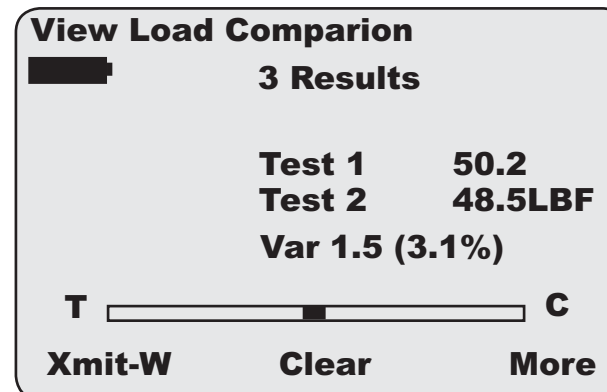 View Load Comparion
3 Results
Test 1 50.2
Test 2 48.5LBF
Var 1.5 (3.1%)
T C
Xmit-W Clear More